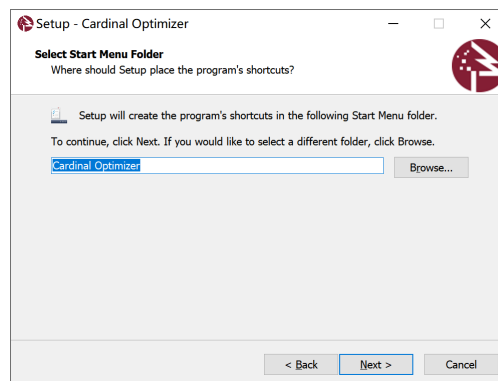 Setup - Cardinal Optimizer
Select Start Menu Folder
Where should Setup place the program's shortcuts?
Setup will create the program's shortcuts in the following Start Menu folder.
To continue, click Next. If you would like to select a different folder, click Browse.
Cardinal Optimizer
Browse...
< Back
Next >
Cancel